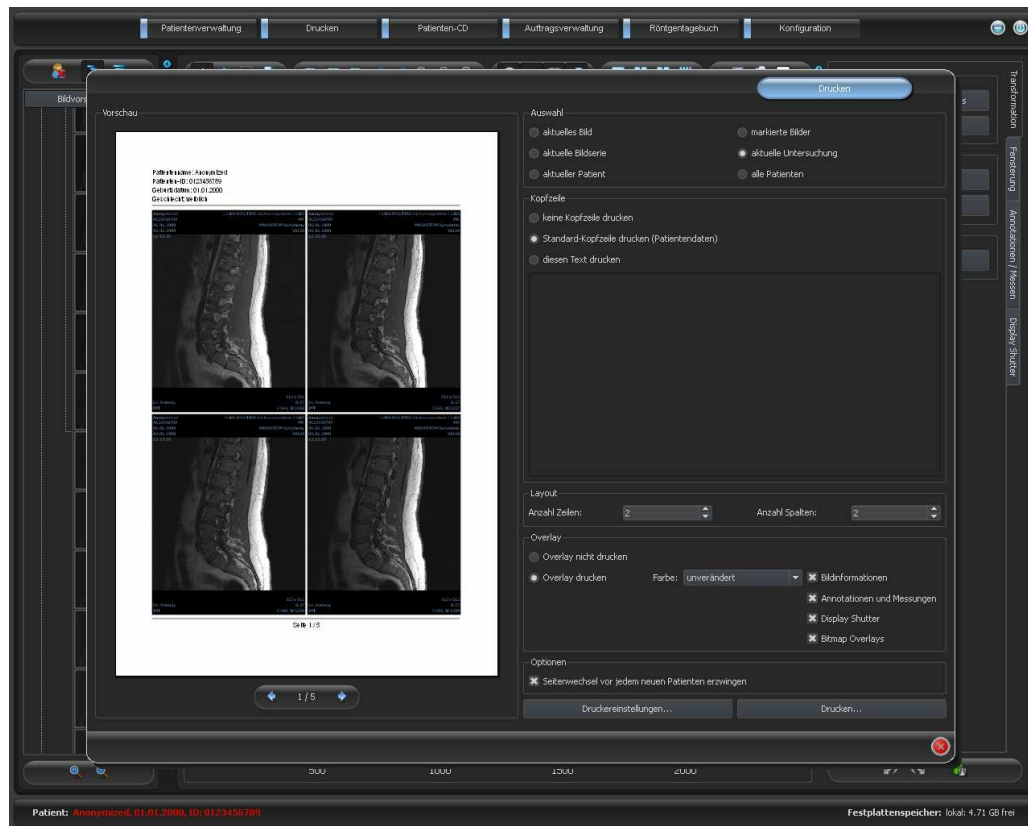 Patientenverwaltung
Drucken
Patienten-CD
Auftragsverwaltung
Röntgentagebuch
Konfiguration
Drucken
Transformation
Fensterung
Annotationen / Messen
Display Shutter
Vorschau
Patientenname: Anonymized
Patienten-ID: 0123456789
Geburtsdatum: 01.01.2000
Geschlecht: weiblich
Seite 1/5
1 / 5
Auswahl
aktuelles Bild
markierte Bilder
aktuelle Bildserie
aktuelle Untersuchung
aktueller Patient
alle Patienten
Kopfzeile
keine Kopfzeile drucken
Standard-Kopfzeile drucken (Patientendaten)
diesen Text drucken
Layout
Anzahl Zeilen: 2
Anzahl Spalten: 2
Overlay
Overlay nicht drucken
Overlay drucken
Farbe: unverändert
Bildinformationen
Annotationen und Messungen
Display Shutter
Bitmap Overlays
Optionen
Seitenwechsel vor jedem neuen Patienten erzwingen
Druckereinstellungen...
Drucken...
500 1000 1500 2000
Patient: Anonymized, 01.01.2000, ID: 0123456789
Festplattenspeicher: lokal: 4.71 GB frei